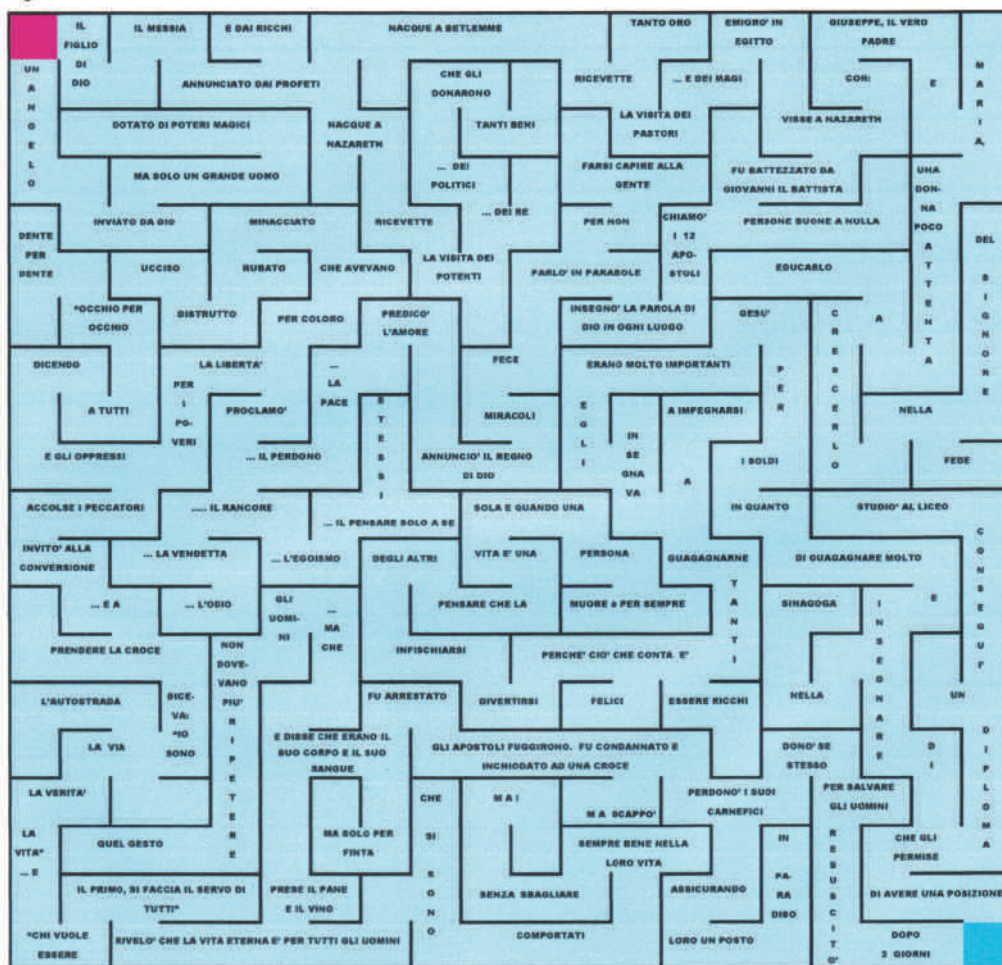 IL
FIGLIO
DI
DIO
IL MESSIA
E DAI RICCHI
NACQUE A BETLEMME
TANTO ORO
EMIGRO' IN
EGITTO
GIUSEPPE, IL VERO
PADRE
UN ANGELO
ANNUNCIATO DAI PROFETI
CHE GLI
DONARONO
RICEVETTE
... E DEI MAGI
CON:
E
MARIA,
DOTATO DI POTERI MAGICI
NACQUE A
NAZARETH
TANTI BENI
LA VISITA DEI
PASTORI
VISSE A NAZARETH
MA SOLO UN GRANDE UOMO
... DEI
POLITICI
FARSI CAPIRE ALLA
GENTE
FU BATTEZZATO DA
GIOVANNI IL BATTISTA
UNA
DON-
NA
POCO
ATTENTA
DENTE
PER
DENTE
INVIATO DA DIO
MINACCIATO
RICEVETTE
... DEI RE
PER NON
CHIAMO'
I 12
APO-
STOLI
PERSONE BUONE A NULLA
DEL SIGNORE
UCCISO
RUBATO
CHE AVEVANO
LA VISITA DEI
POTENTI
PARLO' IN PARABOLE
EDUCARLO
"OCCHIO PER
OCCHIO
DISTRUTTO
PER COLORO
PREDICO'
L'AMORE
INSEGNO' LA PAROLA DI
DIO IN OGNI LUOGO
GESU'
CRESCERLO
A
DICENDO
LA LIBERTA'
...
LA
PACE
FECE
ERANO MOLTO IMPORTANTI
PER
A TUTTI
PER
I
PO-
VERI
PROCLAMO'
STESSI
MIRACOLI
EGLI
A IMPEGNARSI
NELLA
E GLI OPPRESSI
... IL PERDONO
ANNUNCIO' IL REGNO
DI DIO
IN
SE
GNA
VA
A
I SOLDI
FEDE
ACCOLSE I PECCATORI
..... IL RANCORE
... IL PENSARE SOLO A SE
SOLA E QUANDO UNA
IN QUANTO
STUDIO' AL LICEO
INVITO' ALLA
CONVERSIONE
... LA VENDETTA
... L'EGOISMO
DEGLI ALTRI
VITA E' UNA
PERSONA
GUAGAGNARNE
DI GUAGAGNARE MOLTO
CONSEGUI'
... E A
... L'ODIO
GLI
UOMI-
NI
...
MA
CHE
PENSARE CHE LA
MUORE è PER SEMPRE
TANTI
SINAGOGA
INSEGNARE
E
PRENDERE LA CROCE
NON
DOVE-
VANO
PIU'
RIPETERE
INFISCHIARSI
PERCHE' CIO' CHE CONTA E'
L'AUTOSTRADA
DICE-
VA:
"IO
SONO
FU ARRESTATO
DIVERTIRSI
FELICI
ESSERE RICCHI
NELLA
UN
LA VIA
E DISSE CHE ERANO IL
SUO CORPO E IL SUO
SANGUE
GLI APOSTOLI FUGGIRONO. FU CONDANNATO E
INCHIODATO AD UNA CROCE
DONO' SE
STESSO
DI
DIPLOMA
LA VERITA'
CHE
SI
SONO
MAI
MA SCAPPO'
PERDONO' I SUOI
CARNEFICI
PER SALVARE
GLI UOMINI
LA
VITA"
... E
QUEL GESTO
MA SOLO PER
FINTA
SEMPRE BENE NELLA
LORO VITA
IN
PA-
RA
DISO
RESUSCITO'
CHE GLI
PERMISE
IL PRIMO, SI FACCIA IL SERVO DI
TUTTI"
PRESE IL PANE
E IL VINO
SENZA SBAGLIARE
ASSICURANDO
DI AVERE UNA POSIZIONE
"CHI VUOLE
ESSERE
RIVELO' CHE LA VITA ETERNA E' PER TUTTI GLI UOMINI
COMPORTATI
LORO UN POSTO
DOPO
3 GIORNI